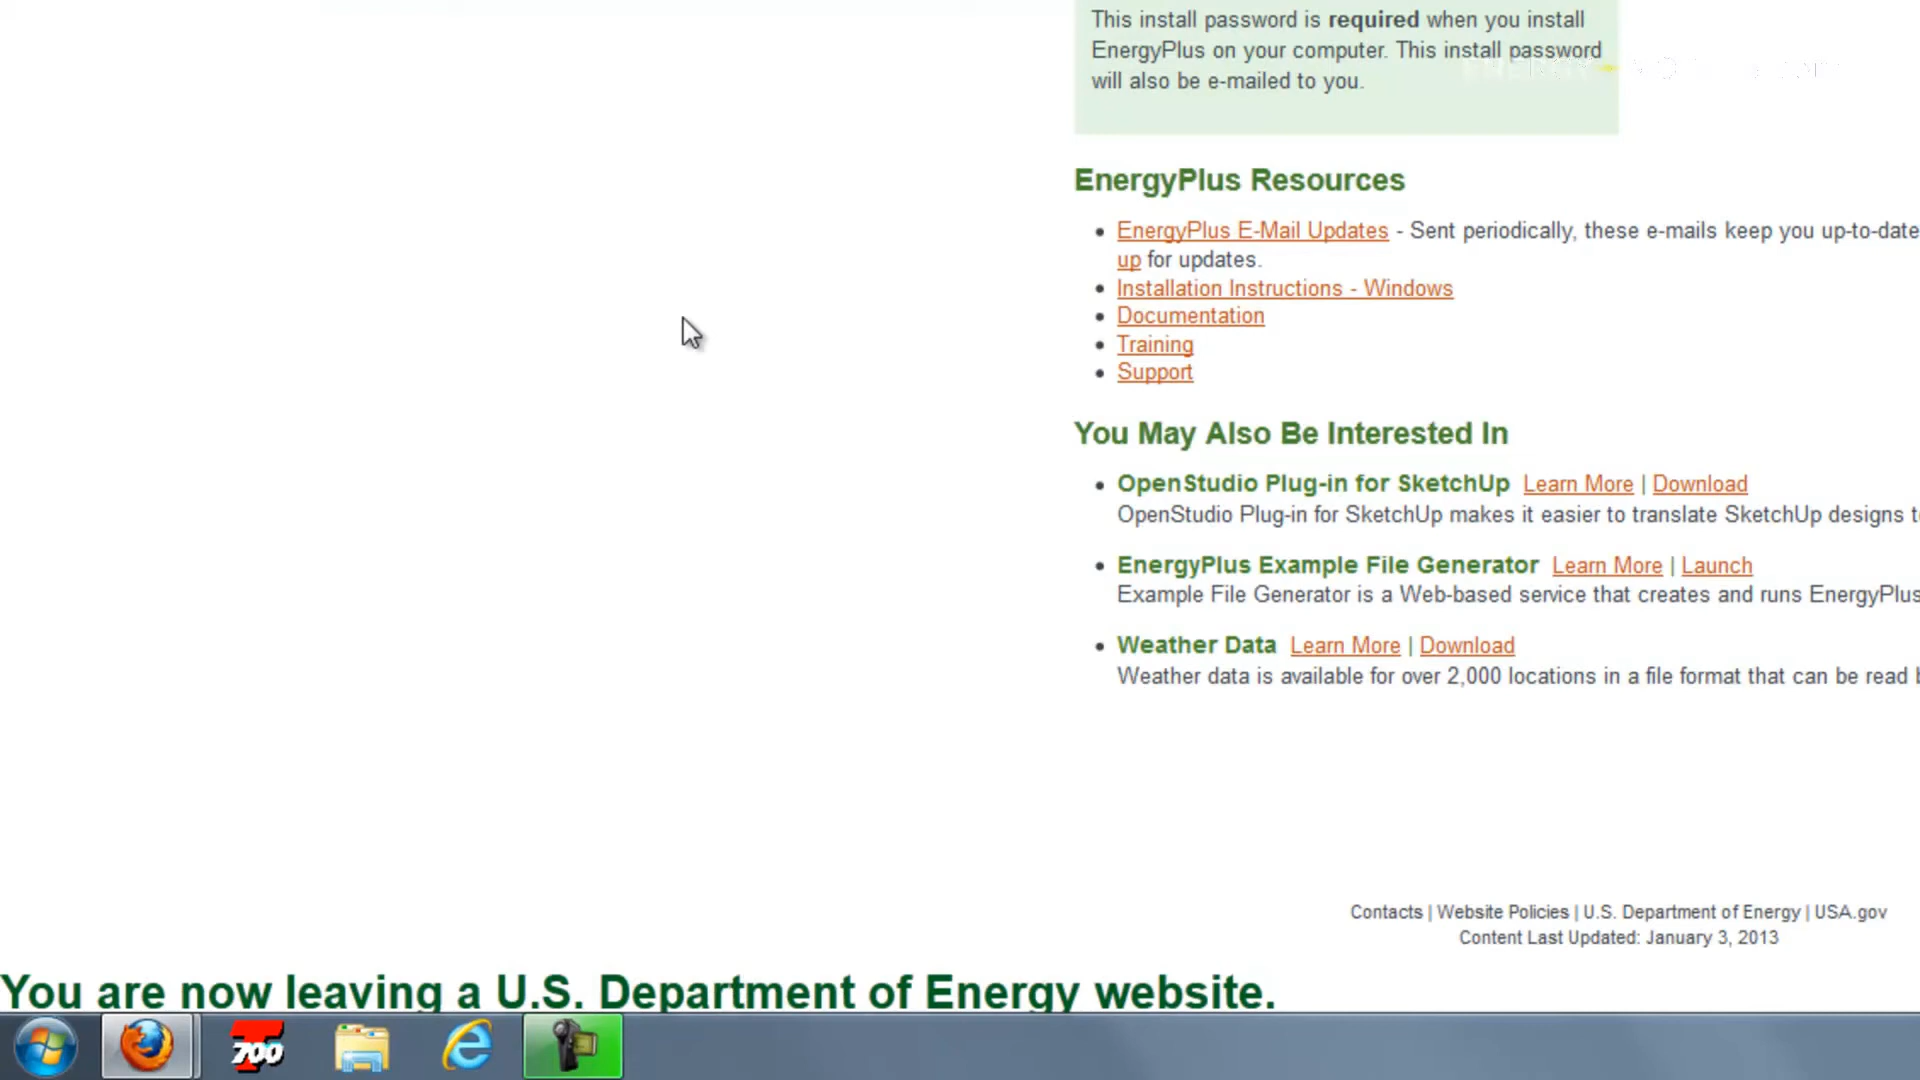 This install password is required when you install
EnergyPlus on your computer. This install password
will also be e-mailed to you.
EnergyPlus Resources
EnergyPlus E-Mail Updates - Sent periodically, these e-mails keep you up-to-date
up for updates.
Installation Instructions - Windows
Documentation
Training
Support
You May Also Be Interested In
OpenStudio Plug-in for SketchUp Learn More | Download
OpenStudio Plug-in for SketchUp makes it easier to translate SketchUp designs t
EnergyPlus Example File Generator Learn More | Launch
Example File Generator is a Web-based service that creates and runs EnergyPlus
Weather Data Learn More | Download
Weather data is available for over 2,000 locations in a file format that can be read
Contacts | Website Policies | U.S. Department of Energy | USA.gov
Content Last Updated: January 3, 2013
You are now leaving a U.S. Department of Energy website.
700